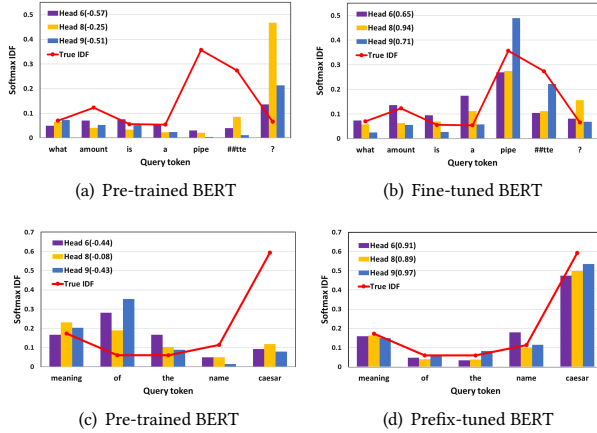 Softmax IDF
0.6
0.5
0.4
0.3
0.2
0.1
0
Head 6(-0.57)
Head 8(-0.25)
Head 9(-0.51)
True IDF
what amount is a pipe ##tte ?
Query token
(a) Pre-trained BERT
Softmax IDF
0.6
0.5
0.4
0.3
0.2
0.1
0
Head 6(0.65)
Head 8(0.94)
Head 9(0.71)
True IDF
what amount is a pipe ##tte ?
Query token
(b) Fine-tuned BERT
Softmax IDF
0.7
0.6
0.5
0.4
0.3
0.2
0.1
0
Head 6(-0.44)
Head 8(-0.08)
Head 9(-0.43)
True IDF
meaning of the name caesar
Query token
(c) Pre-trained BERT
Softmax IDF
0.7
0.6
0.5
0.4
0.3
0.2
0.1
0
Head 6(0.91)
Head 8(0.89)
Head 9(0.97)
True IDF
meaning of the name caesar
Query token
(d) Prefix-tuned BERT